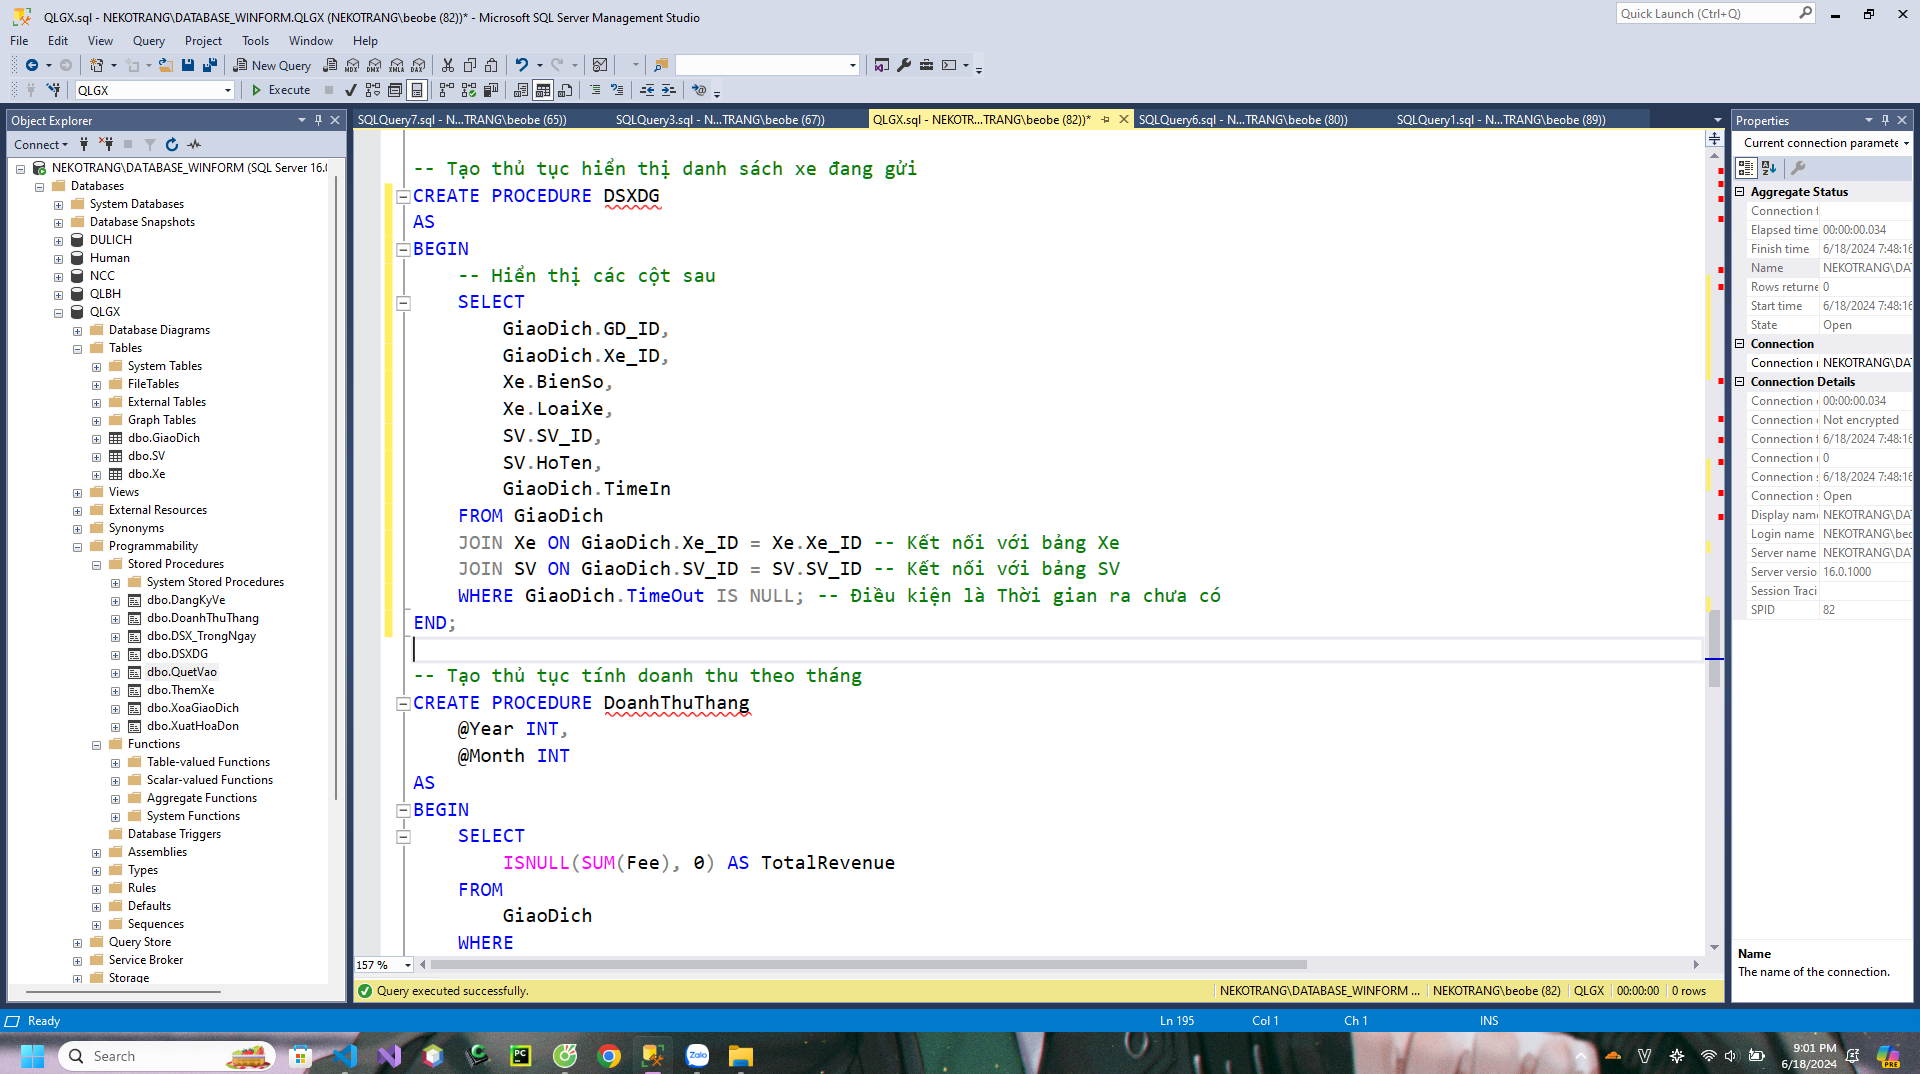 QLGX.sql - NEKOTRANG\DATABASE_WINFORM.QLGX (NEKOTRANG\beobe (82))* - Microsoft SQL Server Management Studio
Quick Launch (Ctrl+Q)
File Edit View Query Project Tools Window Help
New Query
MDX DMX XMLA DAX
QLGX
Execute
Object Explorer
Connect
NEKOTRANG\DATABASE_WINFORM (SQL Server 16.0
Databases
System Databases
Database Snapshots
DULICH
Human
NCC
QLBH
QLGX
Database Diagrams
Tables
System Tables
FileTables
External Tables
Graph Tables
dbo.GiaoDich
dbo.SV
dbo.Xe
Views
External Resources
Synonyms
Programmability
Stored Procedures
System Stored Procedures
dbo.DangKyVe
dbo.DoanhThuThang
dbo.DSX_TrongNgay
dbo.DSXDG
dbo.QuetVao
dbo.ThemXe
dbo.XoaGiaoDich
dbo.XuatHoaDon
Functions
Table-valued Functions
Scalar-valued Functions
Aggregate Functions
System Functions
Database Triggers
Assemblies
Types
Rules
Defaults
Sequences
Query Store
Service Broker
Storage
SQLQuery7.sql - N...TRANG\beobe (65)) SQLQuery3.sql - N...TRANG\beobe (67)) QLGX.sql - NEKOTR...TRANG\beobe (82))* SQLQuery6.sql - N...TRANG\beobe (80)) SQLQuery1.sql - N...TRANG\beobe (89))
-- Tạo thủ tục hiển thị danh sách xe đang gửi
CREATE PROCEDURE DSXDG
AS
BEGIN
-- Hiển thị các cột sau
SELECT
GiaoDich.GD_ID,
GiaoDich.Xe_ID,
Xe.BienSo,
Xe.LoaiXe,
SV.SV_ID,
SV.HoTen,
GiaoDich.TimeIn
FROM GiaoDich
JOIN Xe ON GiaoDich.Xe_ID = Xe.Xe_ID -- Kết nối với bảng Xe
JOIN SV ON GiaoDich.SV_ID = SV.SV_ID -- Kết nối với bảng SV
WHERE GiaoDich.TimeOut IS NULL; -- Điều kiện là Thời gian ra chưa có
END;
-- Tạo thủ tục tính doanh thu theo tháng
CREATE PROCEDURE DoanhThuThang
@Year INT,
@Month INT
AS
BEGIN
SELECT
ISNULL(SUM(Fee), 0) AS TotalRevenue
FROM
GiaoDich
WHERE
157 %
Query executed successfully.
NEKOTRANG\DATABASE_WINFORM ... NEKOTRANG\beobe (82) QLGX 00:00:00 0 rows
Properties
Current connection paramete
Aggregate Status
Connection f
Elapsed time 00:00:00.034
Finish time 6/18/2024 7:48:16
Name NEKOTRANG\DA
Rows returne 0
Start time 6/18/2024 7:48:16
State Open
Connection
Connection NEKOTRANG\DA
Connection Details
Connection 00:00:00.034
Connection Not encrypted
Connection f 6/18/2024 7:48:16
Connection 0
Connection s 6/18/2024 7:48:16
Connection s Open
Display name NEKOTRANG\DA
Login name NEKOTRANG\beo
Server name NEKOTRANG\DA
Server versio 16.0.1000
Session Traci
SPID 82
Name
The name of the connection.
Ready
Ln 195 Col 1 Ch 1 INS
Search
PC
Zalo
9:01 PM
6/18/2024
PRE